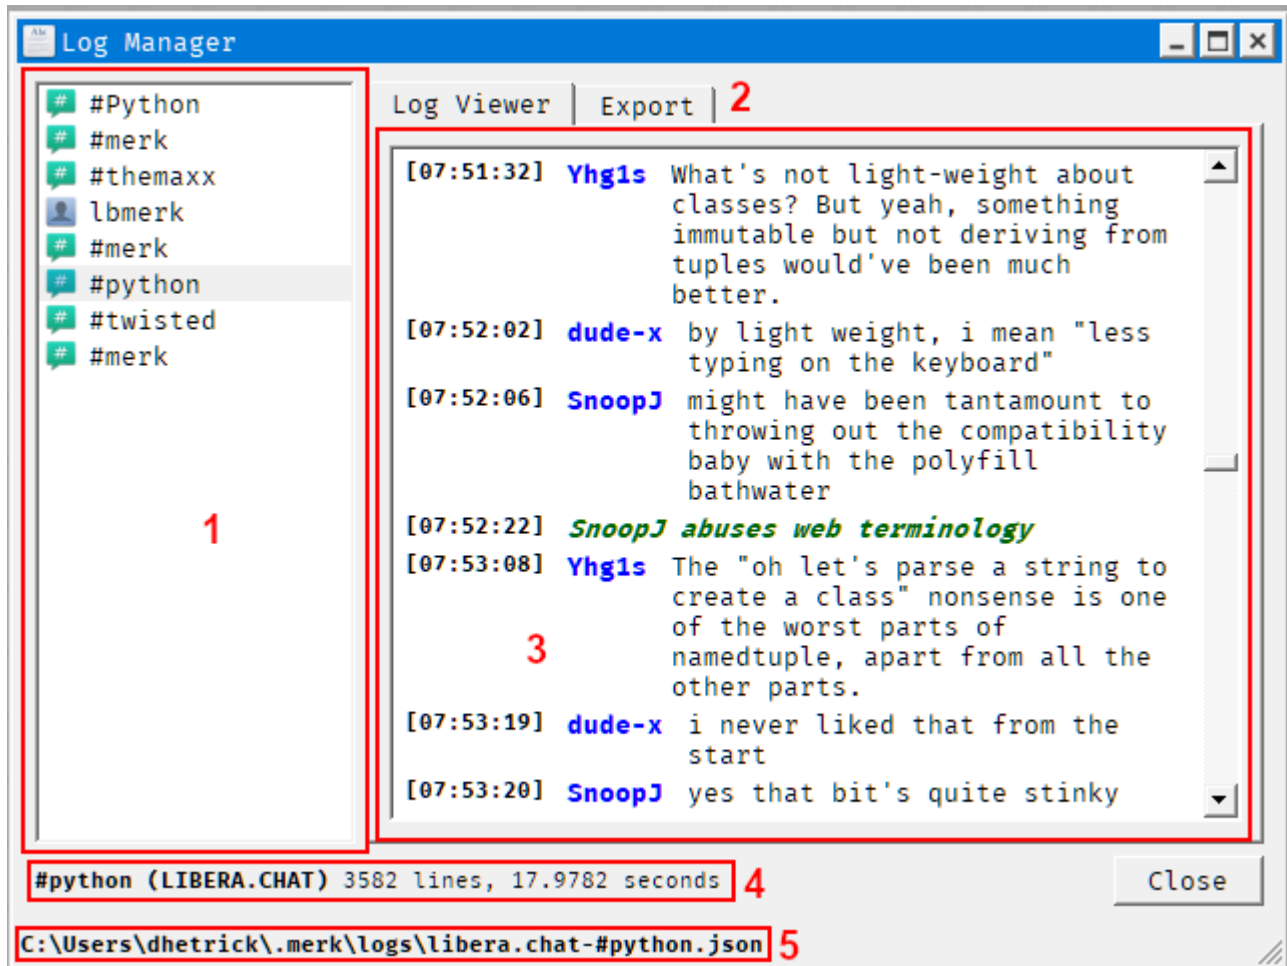 Log Manager
#Python
#merk
#themaxx
lbmerk
#merk
#python
#twisted
#merk
1
Log Viewer
Export
2
[07:51:32] Yhg1s What's not light-weight about
classes? But yeah, something
immutable but not deriving from
tuples would've been much
better.
[07:52:02] dude-x by light weight, i mean "less
typing on the keyboard"
[07:52:06] SnoopJ might have been tantamount to
throwing out the compatibility
baby with the polyfill
bathwater
[07:52:22] SnoopJ abuses web terminology
[07:53:08] Yhg1s The "oh let's parse a string to
create a class" nonsense is one
of the worst parts of
namedtuple, apart from all the
other parts.
3
[07:53:19] dude-x i never liked that from the
start
[07:53:20] SnoopJ yes that bit's quite stinky
#python (LIBERA.CHAT) 3582 lines, 17.9782 seconds
4
Close
C:\Users\dhetrick\.merk\logs\libera.chat-#python.json
5